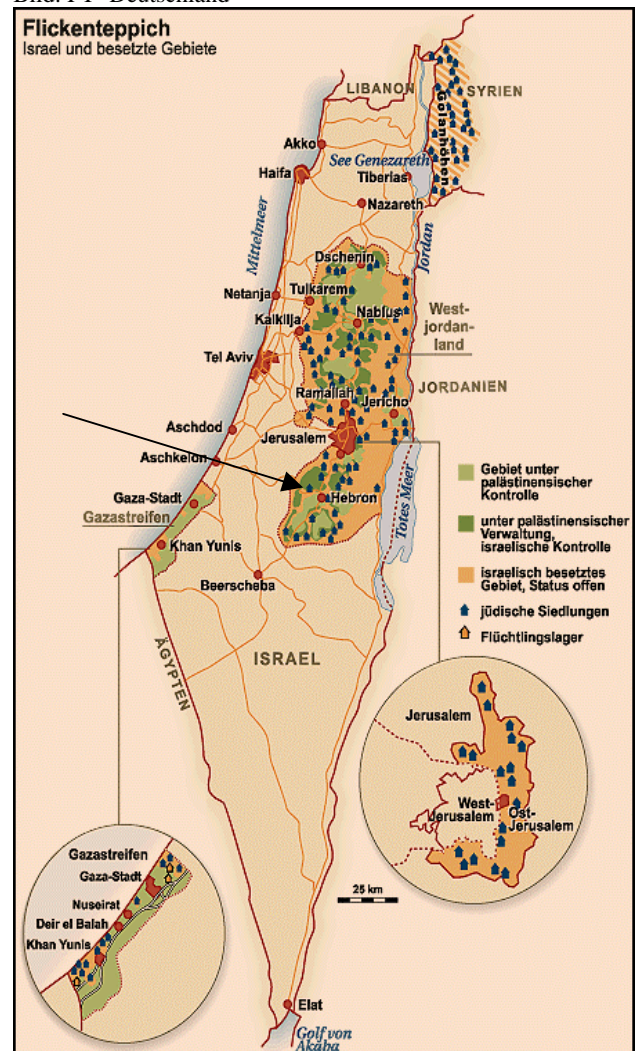 Bild: Deutschland
Flickenteppich
Israel und besetzte Gebiete
LIBANON
SYRIEN
Golanhöhen
Akko
See Genezareth
Haifa
Tiberias
Nazareth
Mittelmeer
Jordan
Dschenin
Netanja
Tulkarem
Kalkilja
Nablus
West-
jordan-
land
Tel Aviv
Ramallah
Jericho
JORDANIEN
Aschdod
Jerusalem
Aschkelon
Totes Meer
Gaza-Stadt
Hebron
Gazastreifen
Khan Yunis
Beerscheba
Gebiet unter
palästinensischer
Kontrolle
unter palästinensischer
Verwaltung,
israelische Kontrolle
israelisch besetztes
Gebiet, Status offen
jüdische Siedlungen
Flüchtlingslager
ÄGYPTEN
ISRAEL
Jerusalem
West-
Jerusalem
Ost-
Jerusalem
25 km
Gazastreifen
Gaza-Stadt
Nuseirat
Deir el Balah
Khan Yunis
Elat
Golf von
Akaba